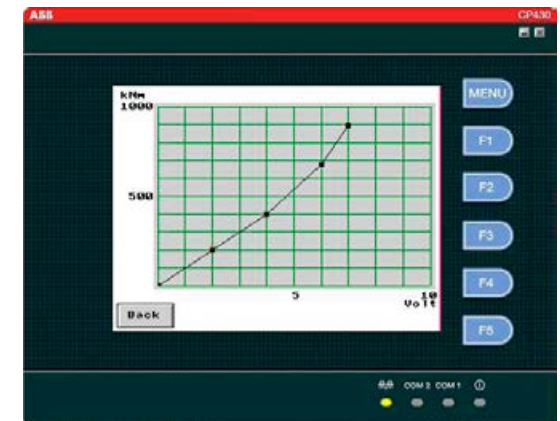 ABB CP430
MENU
kNm
1000
F1
F2
500
F3
F4
5 10
Volt
Back
F5
COM 2 COM 1